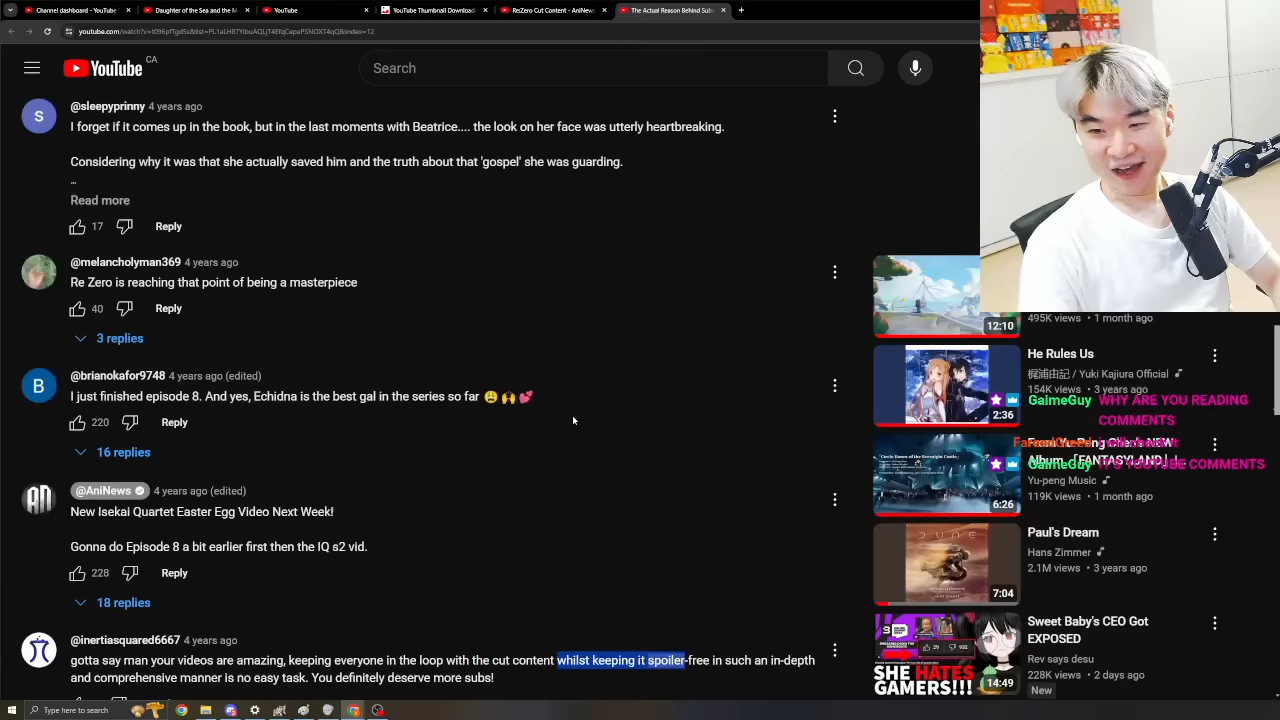 Channel dashboard - YouTube
Daughter of the Sea and the M
YouTube
YouTube Thumbnail Download
ReZero Cut Content - AniNews
The Actual Reason Behind Sub
YouTube CA
Search
@sleepyprinny 4 years ago
I forget if it comes up in the book, but in the last moments with Beatrice.... the look on her face was utterly heartbreaking.
Considering why it was that she actually saved him and the truth about that 'gospel' she was guarding.
...
Read more
17 Reply
@melancholyman369 4 years ago
Re Zero is reaching that point of being a masterpiece
40 Reply
3 replies
@brianokafor9748 4 years ago (edited)
I just finished episode 8. And yes, Echidna is the best gal in the series so far 😩🙌💕
220 Reply
16 replies
@AniNews 4 years ago (edited)
New Isekai Quartet Easter Egg Video Next Week!
Gonna do Episode 8 a bit earlier first then the IQ s2 vid.
228 Reply
18 replies
@inertiasquared6667 4 years ago
gotta say man your videos are amazing, keeping everyone in the loop with the cut content whilst keeping it spoiler-free in such an in-depth
and comprehensive way is no easy task. You definitely deserve more subs!
12:10
495K views • 1 month ago
He Rules Us
梶浦由記 / Yuki Kajiura Official
154K views • 3 years ago
2:36
GaimeGuy WHY ARE YOU READING
COMMENTS
GaimeGuy IT'S YOUTUBE COMMENTS
Album
FANTASYLAND
Yu-peng Music
119K views • 1 month ago
6:26
Paul's Dream
Hans Zimmer
2.1M views • 3 years ago
DUNE
7:04
Sweet Baby's CEO Got
EXPOSED
Rev says desu
228K views • 2 days ago
New
SHE HATES
GAMERS!!!
14:49
Type here to search